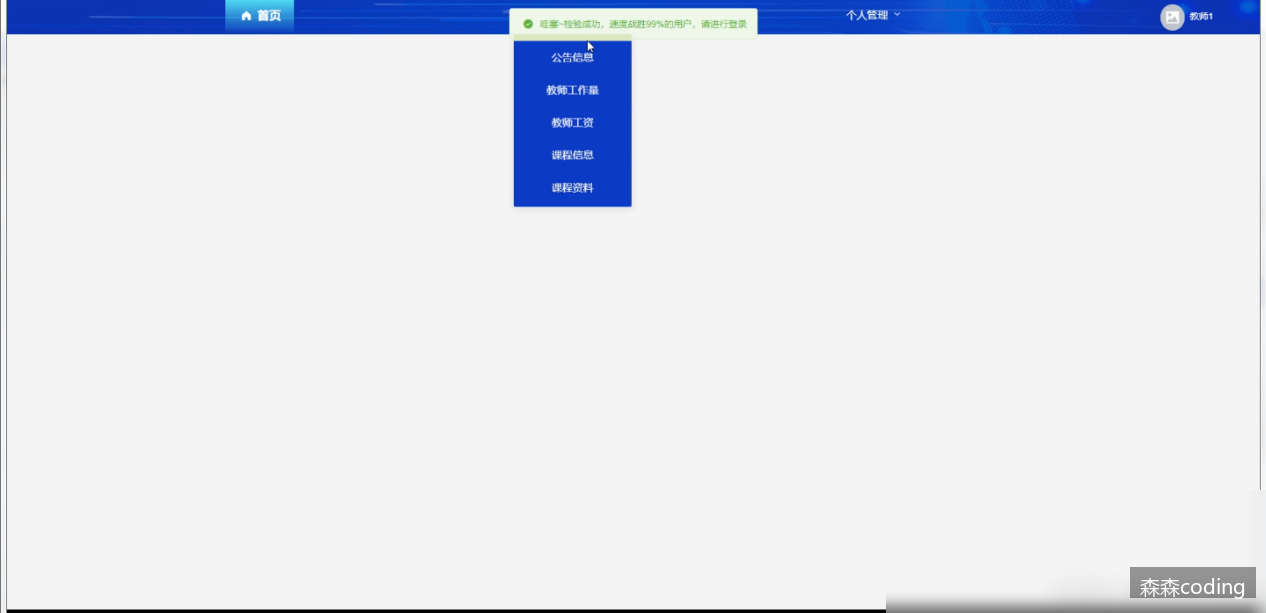 首页
哇塞~检验成功，速度战胜99%的用户，请进行登录
个人管理
教师1
公告信息
教师工作量
教师工资
课程信息
课程资料
森森coding